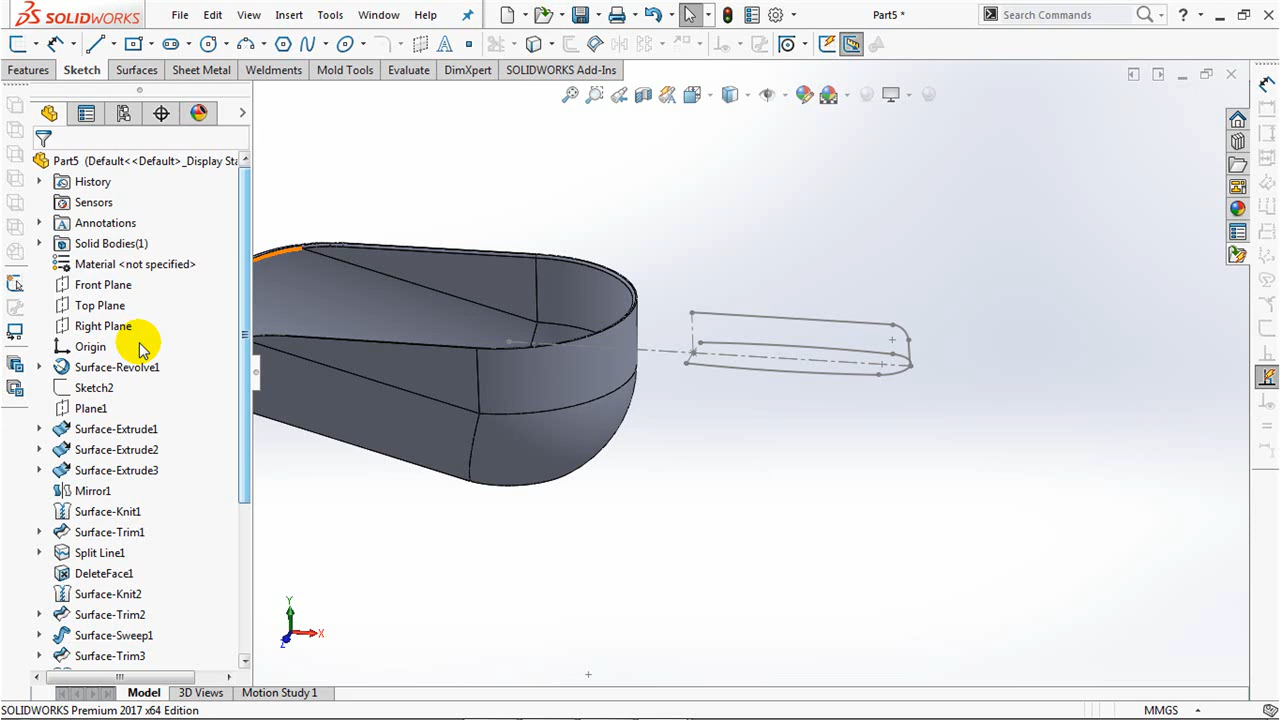 DS SOLIDWORKS File Edit View Insert Tools Window Help Part5 * Search Commands ?
A
Features Sketch Surfaces Sheet Metal Weldments Mold Tools Evaluate DimXpert SOLIDWORKS Add-Ins
Part5 (Default<<Default>_Display Sta
History
Sensors
Annotations
Solid Bodies(1)
Material <not specified>
Front Plane
Top Plane
Right Plane
Origin
Surface-Revolve1
Sketch2
Plane1
Surface-Extrude1
Surface-Extrude2
Surface-Extrude3
Mirror1
Surface-Knit1
Surface-Trim1
Split Line1
DeleteFace1
Surface-Knit2
Surface-Trim2
Surface-Sweep1
Surface-Trim3
Y
X
Z
Model 3D Views Motion Study 1
SOLIDWORKS Premium 2017 x64 Edition MMGS